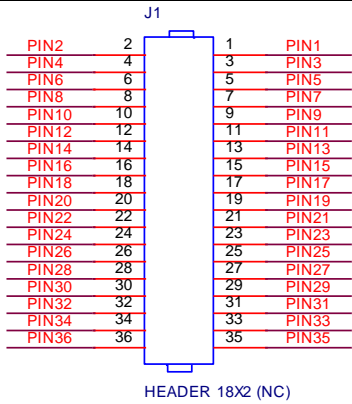 J1
PIN2 2 1 PIN1
PIN4 4 3 PIN3
PIN6 6 5 PIN5
PIN8 8 7 PIN7
PIN10 10 9 PIN9
PIN12 12 11 PIN11
PIN14 14 13 PIN13
PIN16 16 15 PIN15
PIN18 18 17 PIN17
PIN20 20 19 PIN19
PIN22 22 21 PIN21
PIN24 24 23 PIN23
PIN26 26 25 PIN25
PIN28 28 27 PIN27
PIN30 30 29 PIN29
PIN32 32 31 PIN31
PIN34 34 33 PIN33
PIN36 36 35 PIN35
HEADER 18X2 (NC)